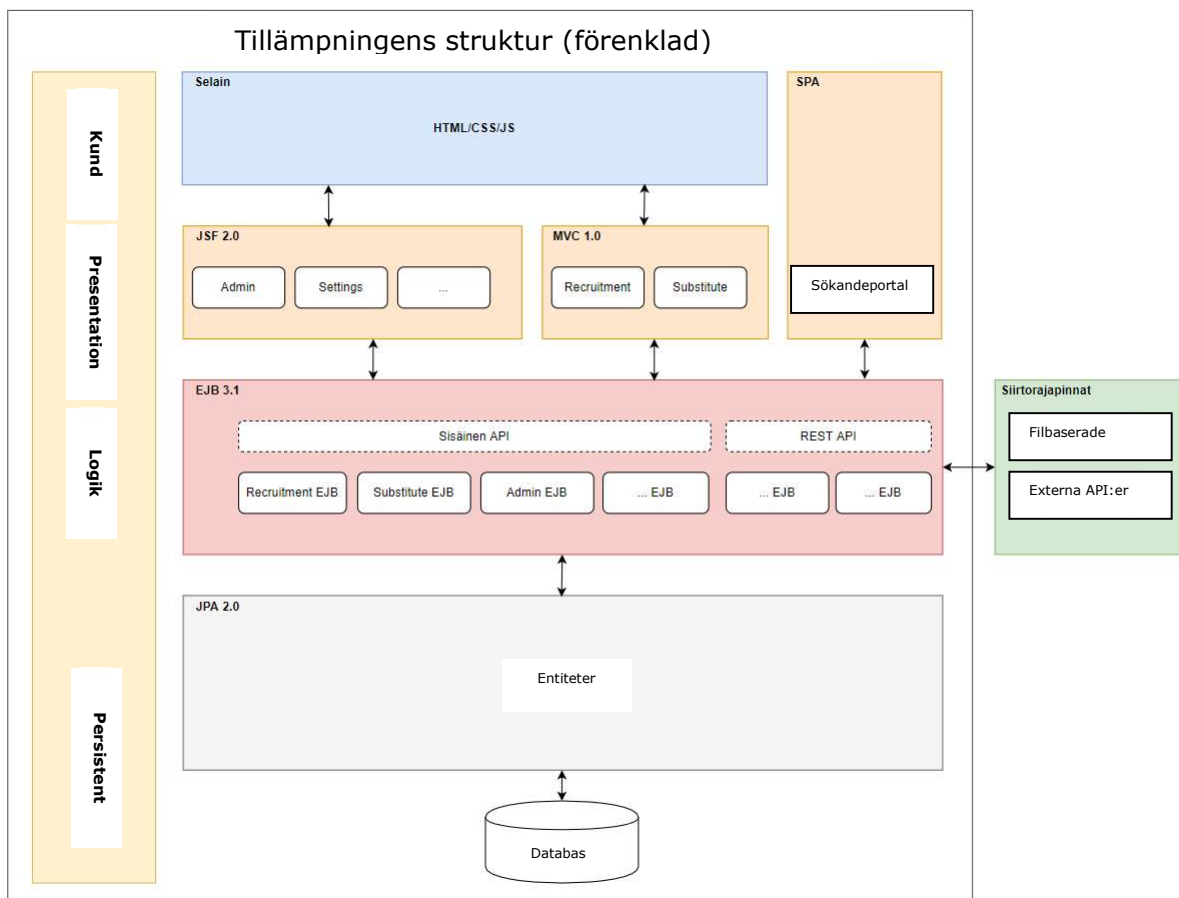 Tillämpningens struktur (förenklad)
Kund
Presentation
Logik
Persistent
Selain
HTML/CSS/JS
SPA
JSF 2.0
Admin
Settings
...
MVC 1.0
Recruitment
Substitute
Sökandeportal
EJB 3.1
Sisäinen API
REST API
Recruitment EJB
Substitute EJB
Admin EJB
... EJB
... EJB
... EJB
Siirtorajapinnat
Filbaserade
Externa API:er
JPA 2.0
Entiteter
Databas